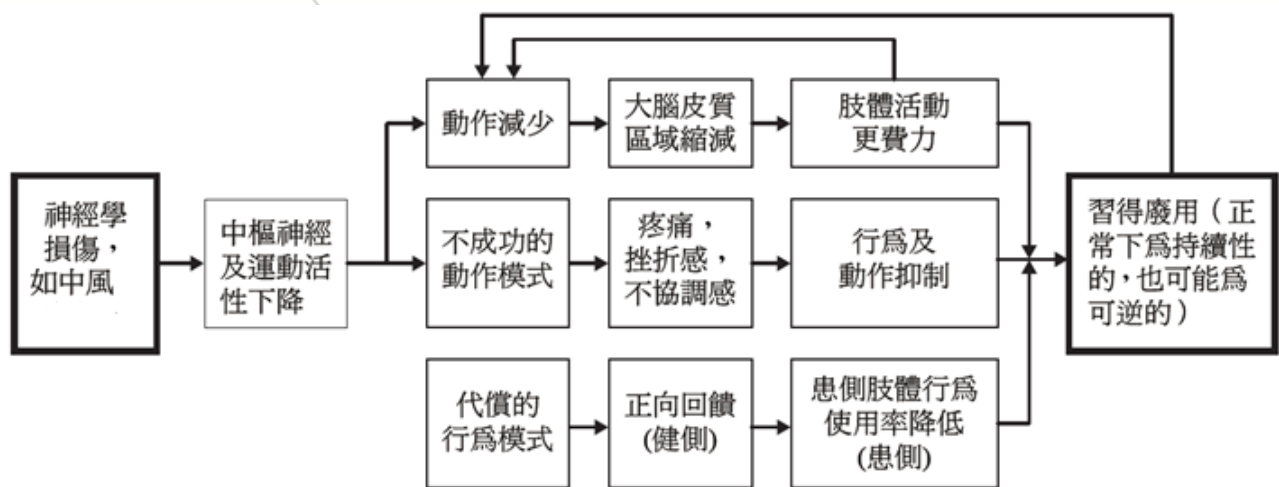 神經學
損傷，
如中風
中樞神經
及運動活
性下降
動作減少
大腦皮質
區域縮減
肢體活動
更費力
不成功的
動作模式
疼痛，
挫折感，
不協調感
行爲及
動作抑制
代償的
行爲模式
正向回饋
(健側)
患側肢體行爲
使用率降低
(患側)
習得廢用（正
常下爲持續性
的，也可能爲
可逆的）